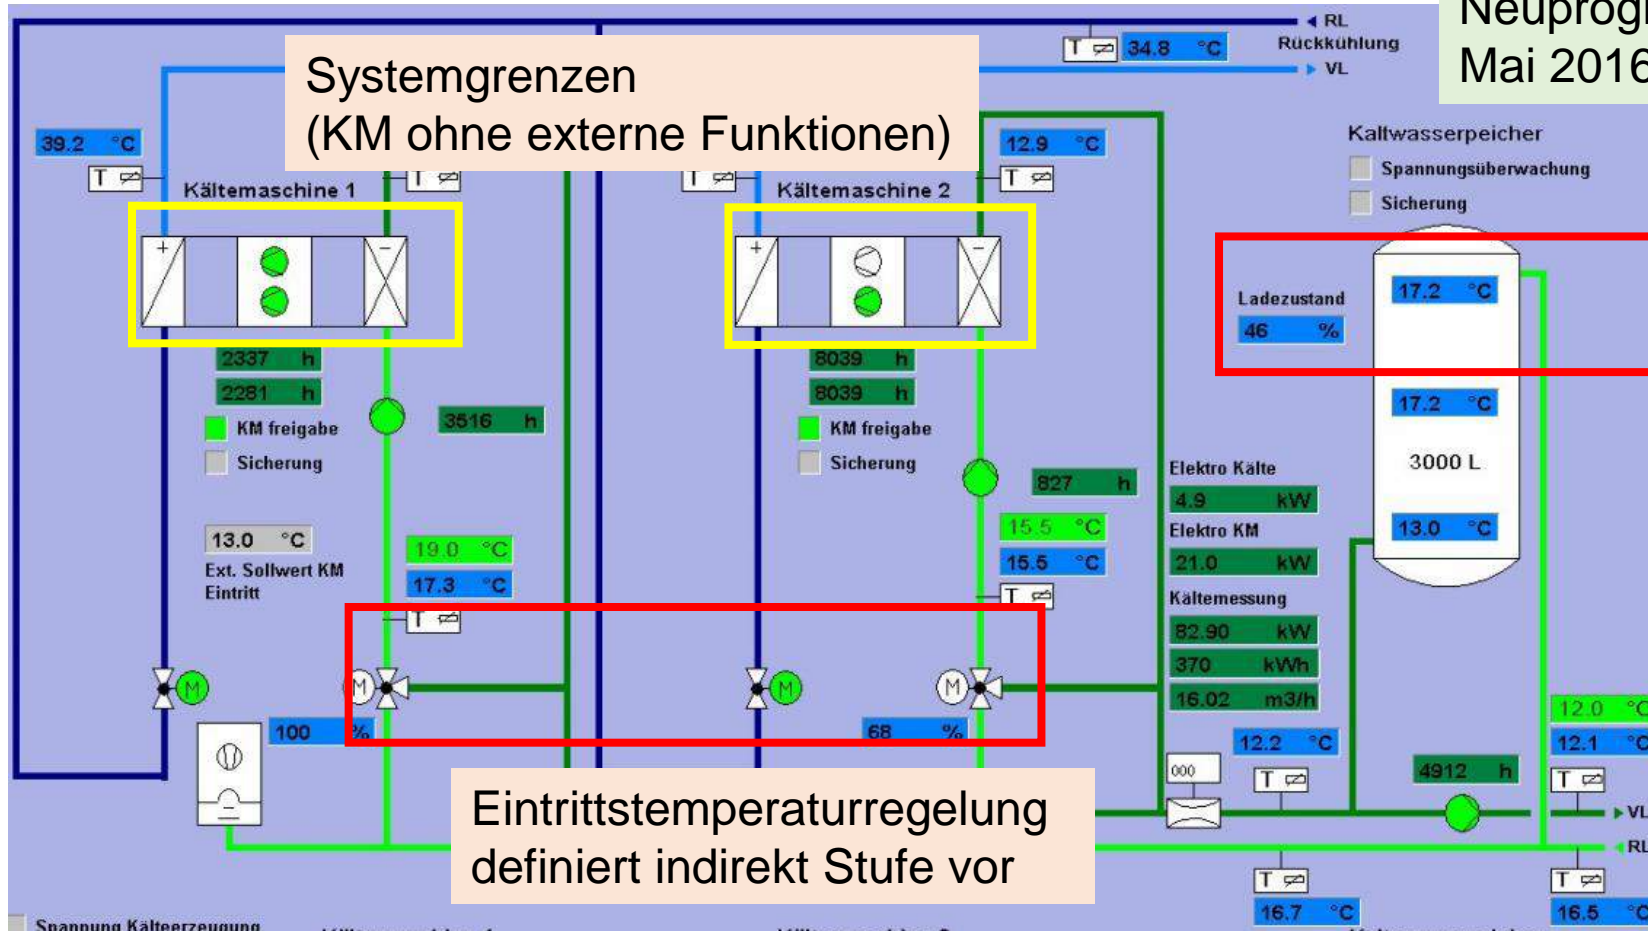 RL
Rückkühlung
VL
T
34.8 °C
Mai 2016
Systemgrenzen
(KM ohne externe Funktionen)
39.2 °C
T
Kältemaschine 1
T
+
−
2337 h
2281 h
KM freigabe
Sicherung
3516 h
13.0 °C
Ext. Sollwert KM
Eintritt
19.0 °C
17.3 °C
T
M
M
100 %
T
Kältemaschine 2
12.9 °C
T
+
−
8039 h
8039 h
KM freigabe
Sicherung
827 h
15.5 °C
15.5 °C
T
M
M
68 %
Kaltwasserpeicher
Spannungsüberwachung
Sicherung
Ladezustand
46 %
17.2 °C
17.2 °C
3000 L
13.0 °C
Elektro Kälte
4.9 kW
Elektro KM
21.0 kW
Kältemessung
82.90 kW
370 kWh
16.02 m3/h
12.2 °C
000
T
4912 h
12.0 °C
12.1 °C
T
VL
RL
T
16.7 °C
T
16.5 °C
Eintrittstemperaturregelung
definiert indirekt Stufe vor
Spannung Kälteerzeugung